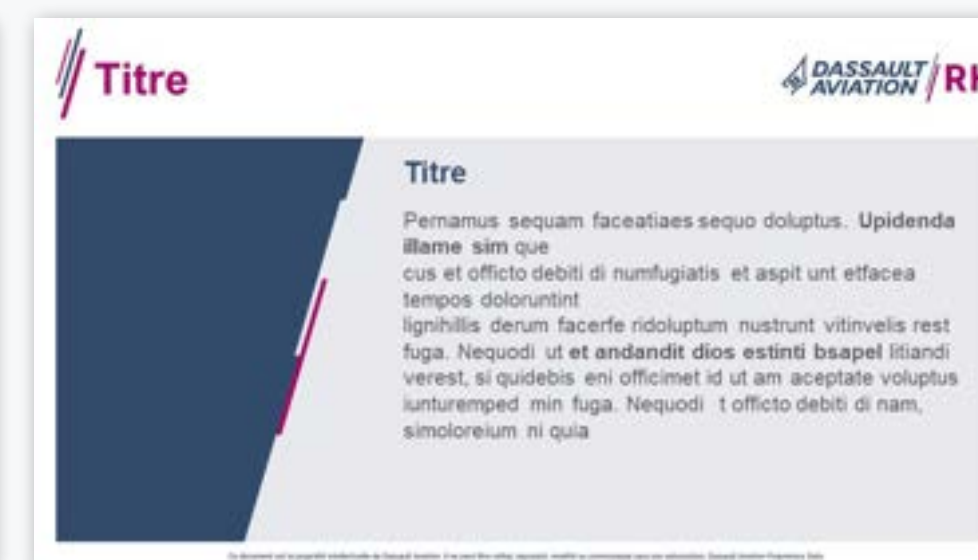 Titre
DASSAULT
AVIATION
RH
Titre
Pernamus sequam faceatiaes sequo doluptus. Upidenda
illame sim que
cus et officto debiti di numfugiatis et aspit unt etfacea
tempos doloruntint
lignihillis derum facerfe ridoluptum nustrunt vitinvelis rest
fuga. Nequodi ut et andandit dios estinti bsapel litiandi
verest, si quidebis eni officimet id ut am aceptate voluptus
iunturemped min fuga. Nequodi t officto debiti di nam,
simoloreium ni quia